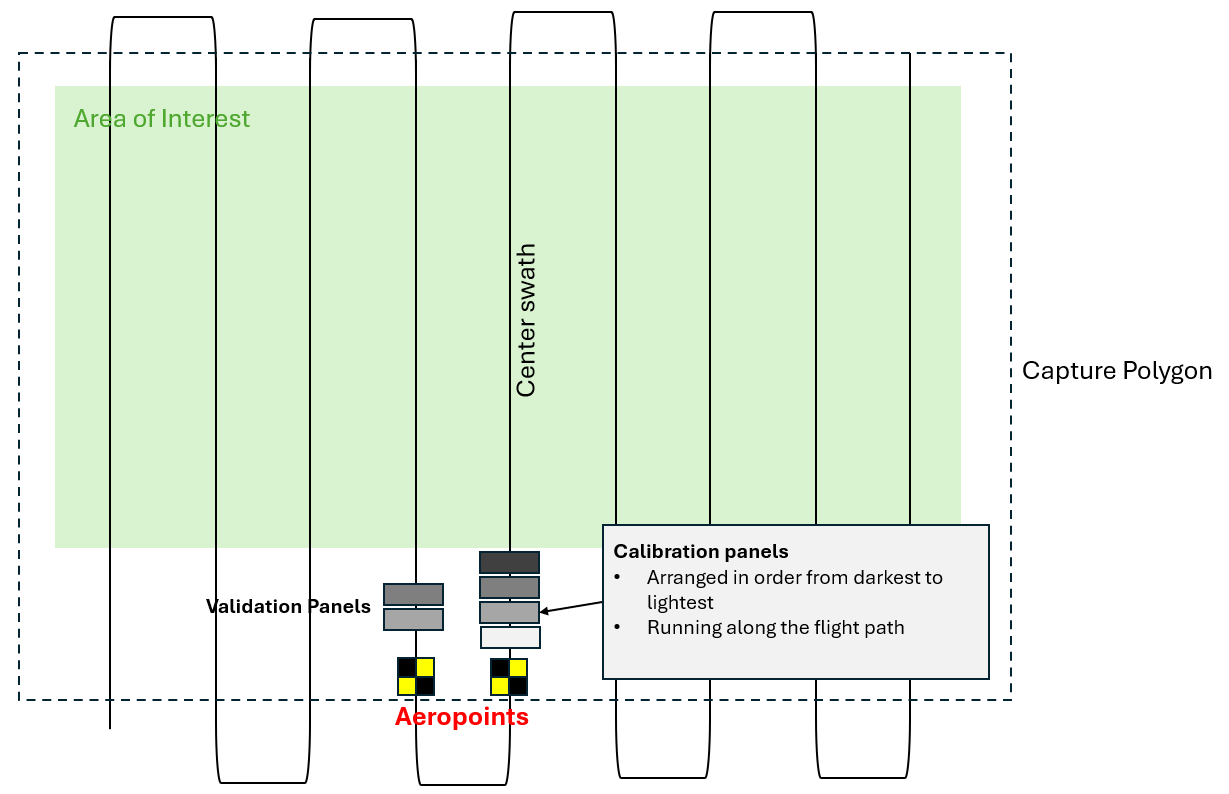 Area of Interest
Center swath
Capture Polygon
Calibration panels
• Arranged in order from darkest to
lightest
• Running along the flight path
Validation Panels
Aeropoints